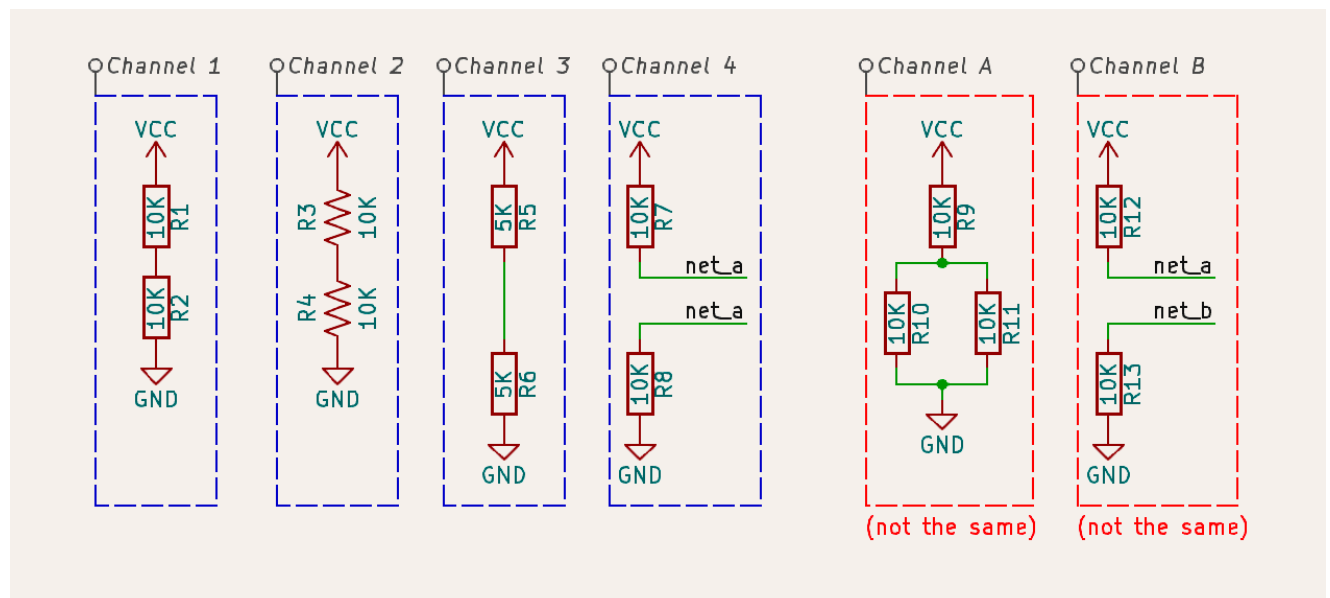 Channel 1
VCC
10K
R1
10K
R2
GND
Channel 2
VCC
R3
10K
R4
10K
GND
Channel 3
VCC
5K
R5
5K
R6
GND
Channel 4
VCC
10K
R7
net_a
net_a
10K
R8
GND
Channel A
VCC
10K
R9
10K
R10
10K
R11
GND
(not the same)
Channel B
VCC
10K
R12
net_a
net_b
10K
R13
GND
(not the same)